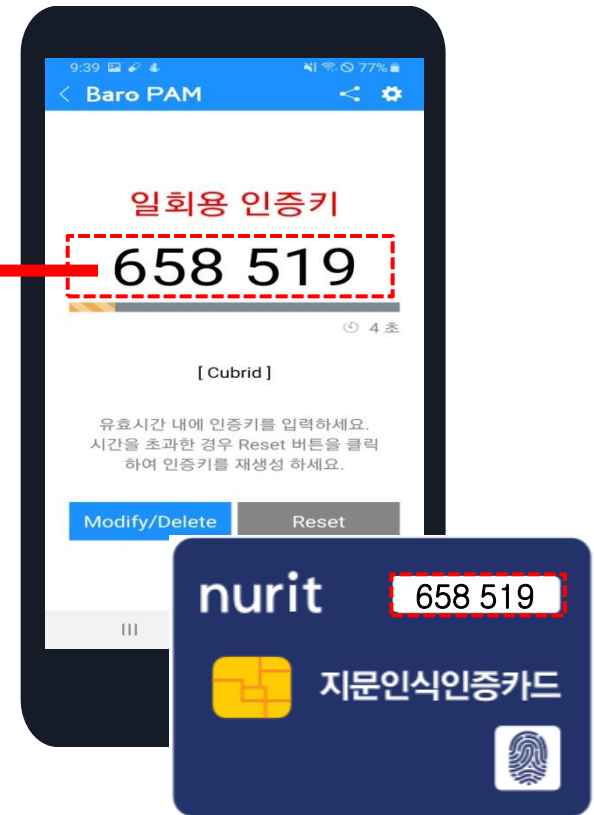 9:39 77%
Baro PAM
일회용 인증키
658 519
4 초
[ Cubrid ]
유효시간 내에 인증키를 입력하세요.
시간을 초과한 경우 Reset 버튼을 클릭
하여 인증키를 재생성 하세요.
Modify/Delete Reset
nurit 658 519
지문인식인증카드